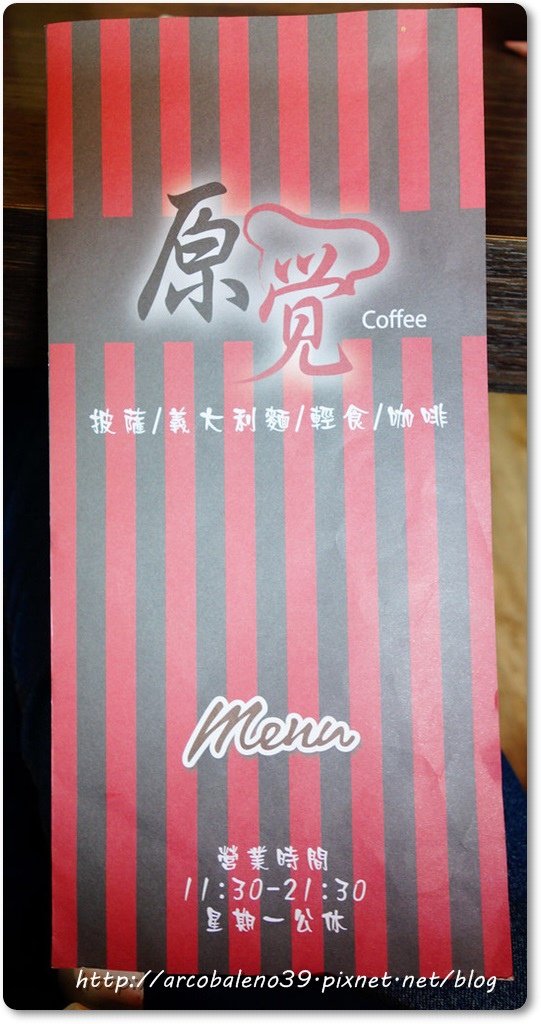 原覚
Coffee
披薩/義大利麵/輕食/咖啡
menu
營業時間
11:30-21:30
星期一公休
http://arcobaleno39.pixnet.net/blog